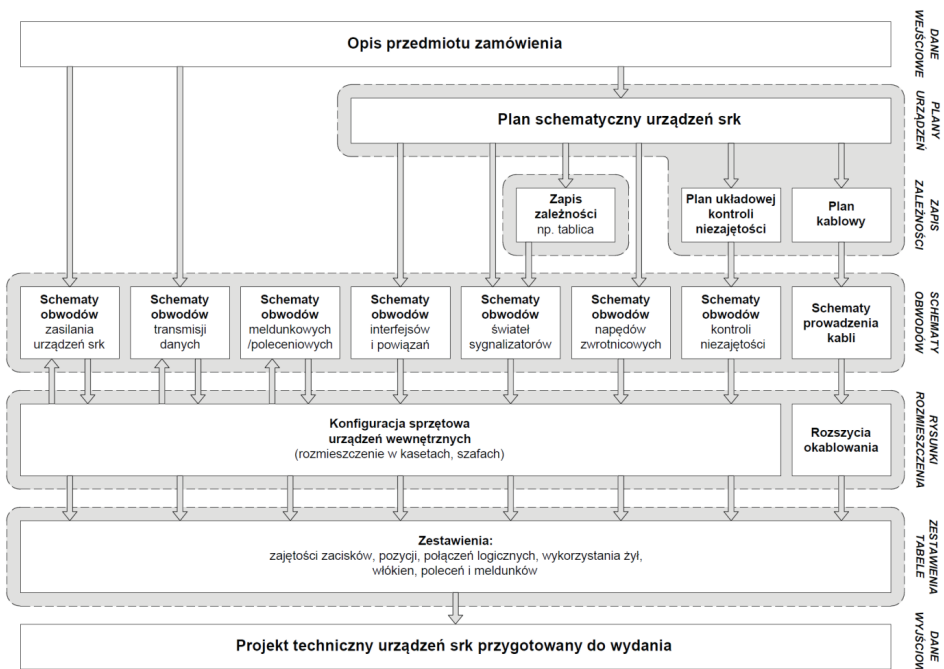 Opis przedmiotu zamówienia
DANE
WEJŚCIOWE
Plan schematyczny urządzeń srk
PLANY
URZĄDZEŃ
Zapis
zależności
np. tablica
Plan układowej
kontroli
niezajętości
Plan
kablowy
ZAPIS
ZALEŻNOŚCI
Schematy
obwodów
zasilania
urządzeń srk
Schematy
obwodów
transmisji
danych
Schematy
obwodów
meldunkowych
/poleceniowych
Schematy
obwodów
interfejsów
i powiązań
Schematy
obwodów
świateł
sygnalizatorów
Schematy
obwodów
napędów
zwrotnicowych
Schematy
obwodów
kontroli
niezajętości
Schematy
prowadzenia
kabli
SCHEMATY
OBWODÓW
Konfiguracja sprzętowa
urządzeń wewnętrznych
(rozmieszczenie w kasetach, szafach)
Rozszycia
okablowania
RYSUNKI
ROZMIESZCZENIA
Zestawienia:
zajętości zacisków, pozycji, połączeń logicznych, wykorzystania żył,
włókien, poleceń i meldunków
ZESTAWIENIA
TABELE
Projekt techniczny urządzeń srk przygotowany do wydania
DANE
WYJŚCIOWE